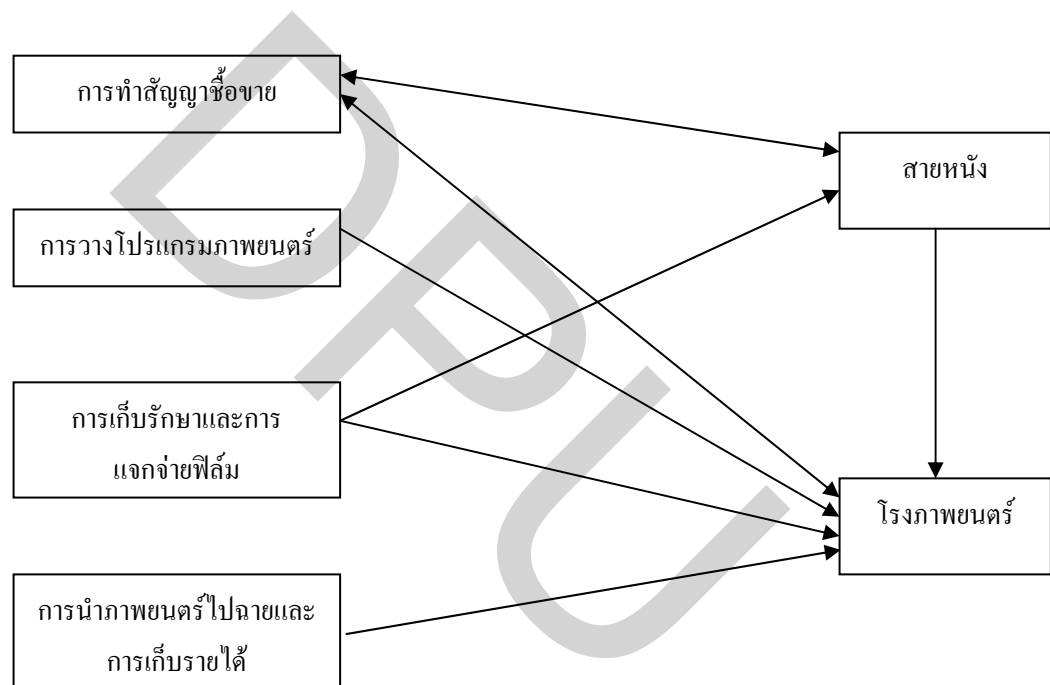 การทำสัญญาซื้อขาย
สายหนัง
การวางโปรแกรมภาพยนตร์
การเก็บรักษาและการ
แจกจ่ายฟิล์ม
โรงภาพยนตร์
การนำภาพยนตร์ไปฉายและ
การเก็บรายได้
DPU